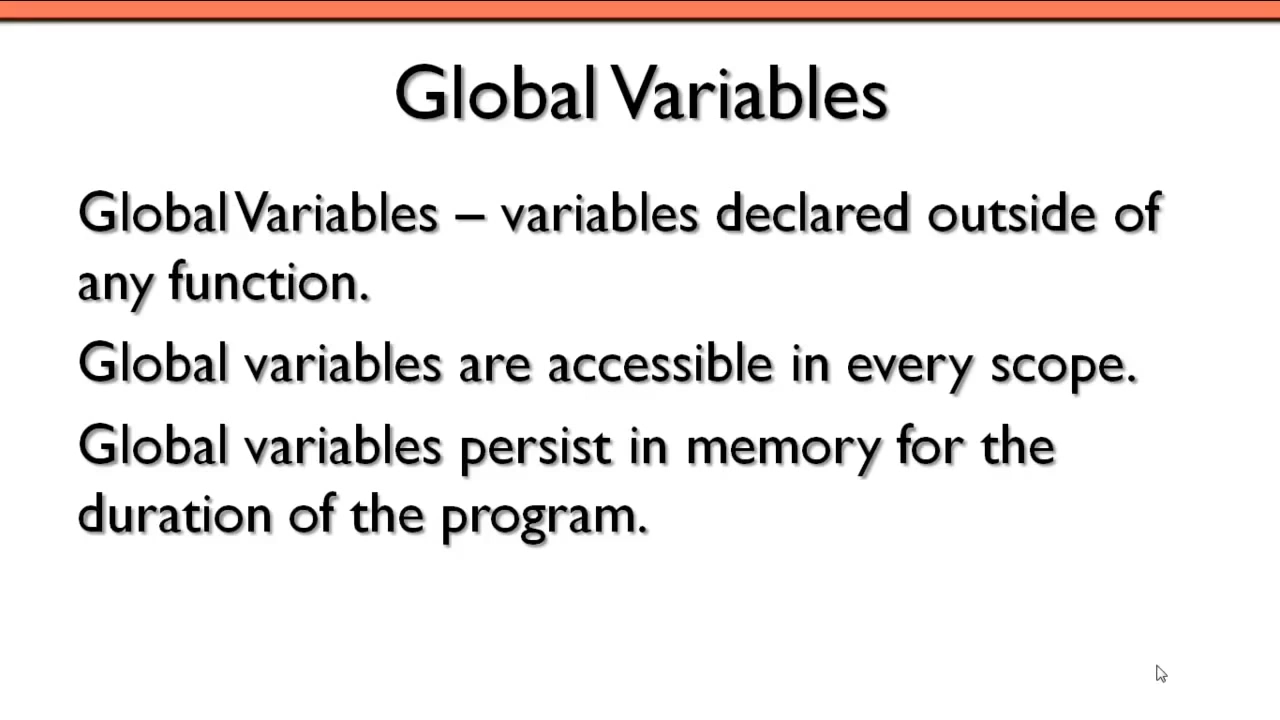 Global Variables
Global Variables – variables declared outside of
any function.
Global variables are accessible in every scope.
Global variables persist in memory for the
duration of the program.